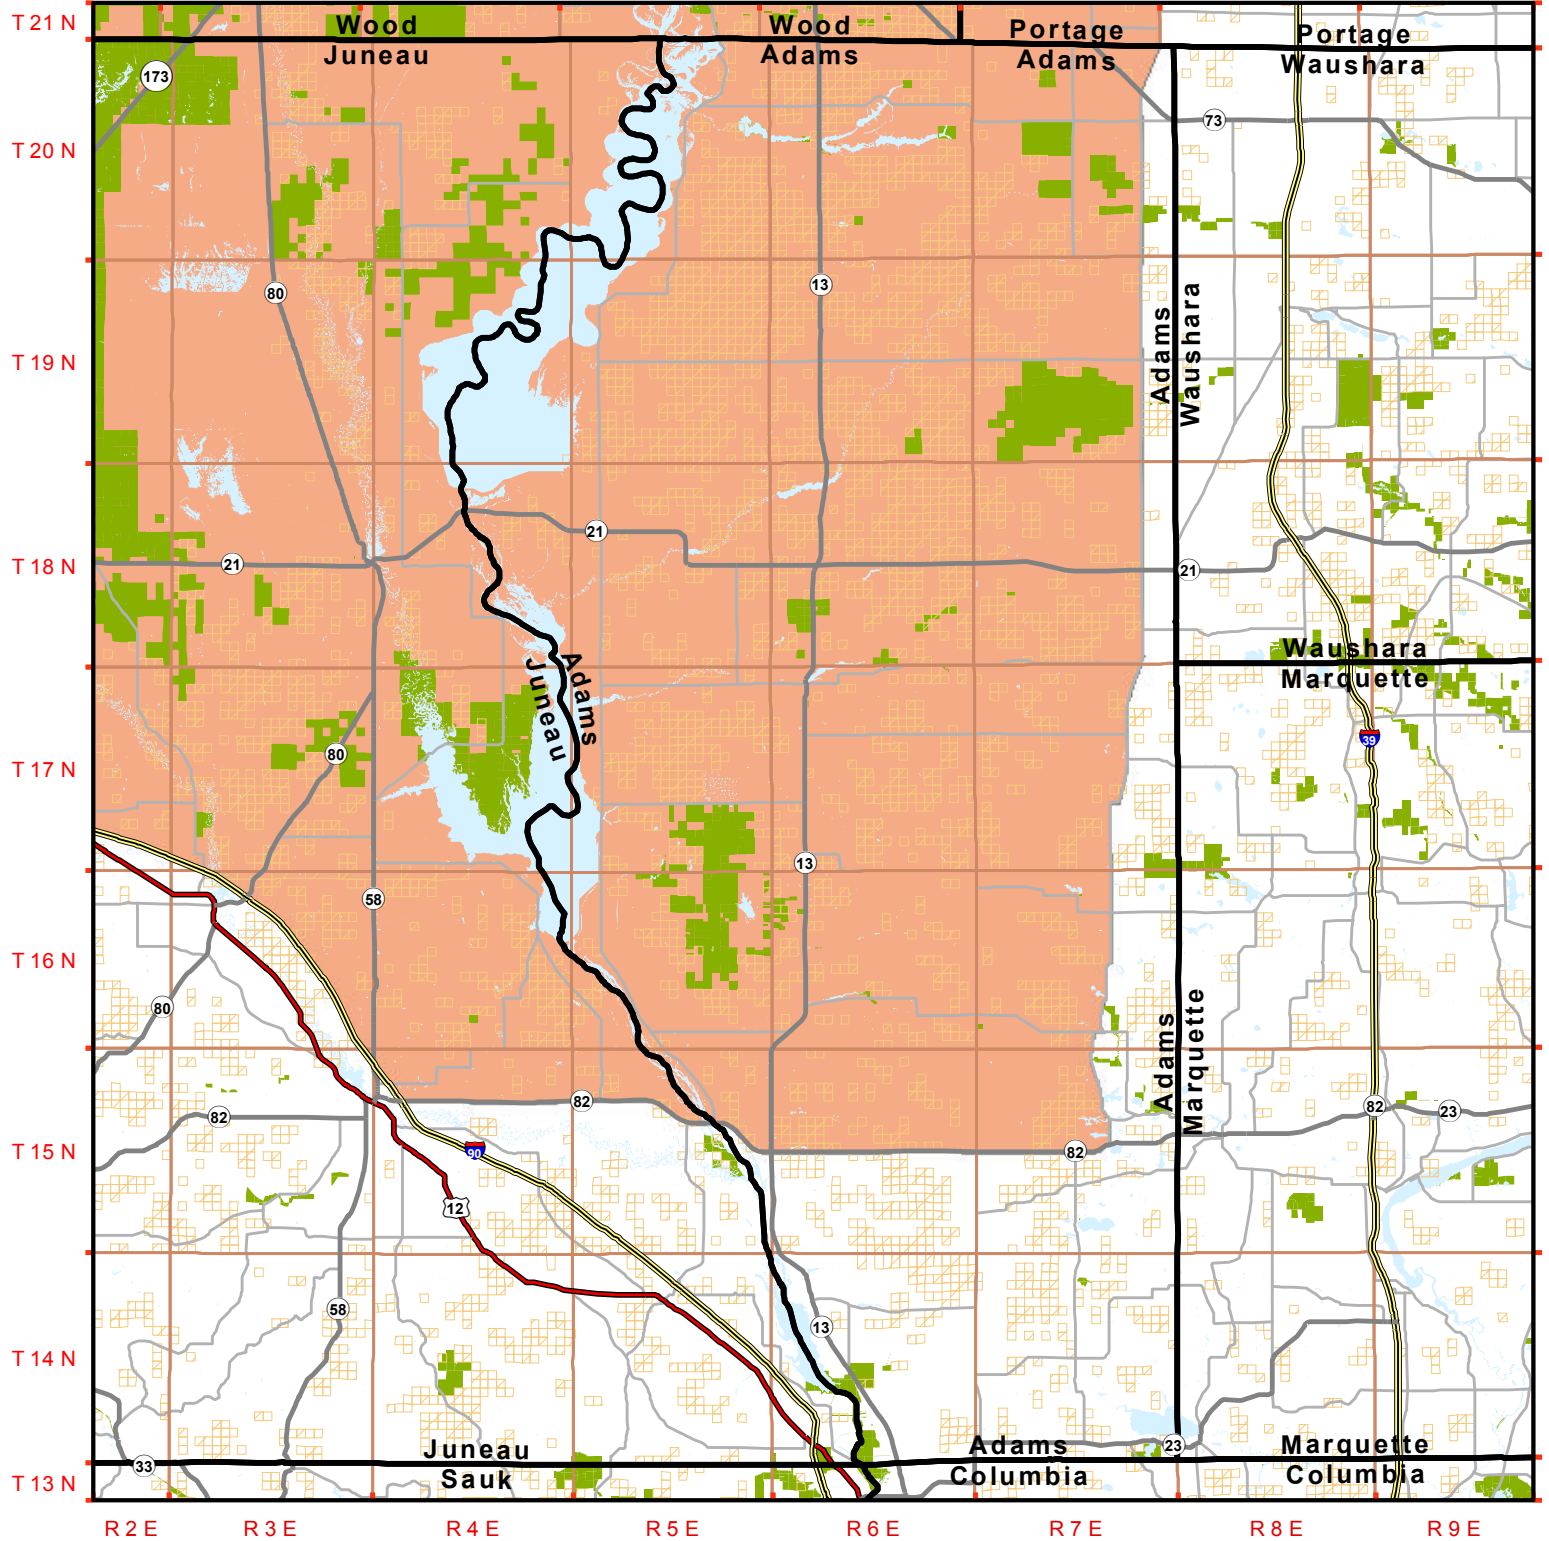 T 21 N
Wood
Juneau
Wood
Adams
Portage
Adams
Portage
Waushara
173
73
T 20 N
80
13
Adams
Waushara
T 19 N
21
T 18 N
21
21
Waushara
Marquette
Adams
Juneau
39
80
T 17 N
13
58
T 16 N
80
Adams
Marquette
82
82
82
23
T 15 N
90
82
12
58
13
T 14 N
Juneau
Sauk
Adams
Columbia
23
Marquette
Columbia
33
T 13 N
R 2 E
R 3 E
R 4 E
R 5 E
R 6 E
R 7 E
R 8 E
R 9 E